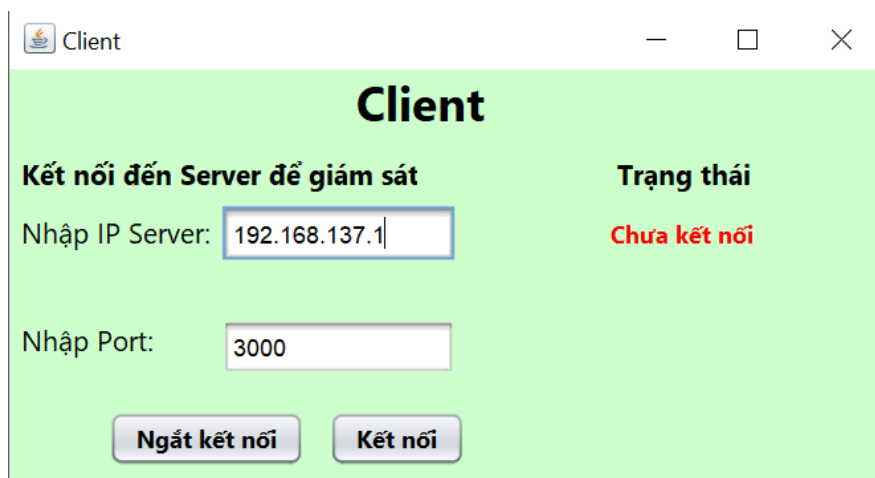 Client
Client
Kết nối đến Server để giám sát Trạng thái
Nhập IP Server: 192.168.137.1 Chưa kết nối
Nhập Port: 3000
Ngắt kết nối Kết nối